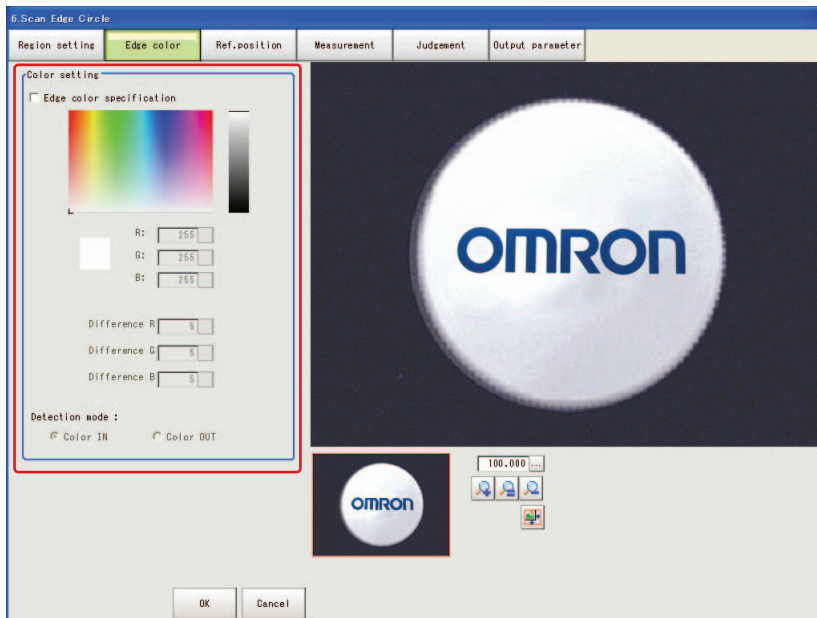 6.Scan Edge Circle
Region setting Edge color Ref.position Measurement Judgement Output parameter
Color setting
Edge color specification
R: 255
G: 255
B: 255
Difference R 5
Difference G 5
Difference B 5
Detection mode :
Color IN Color OUT
OMRON
OMRON
100.000 ...
OK Cancel